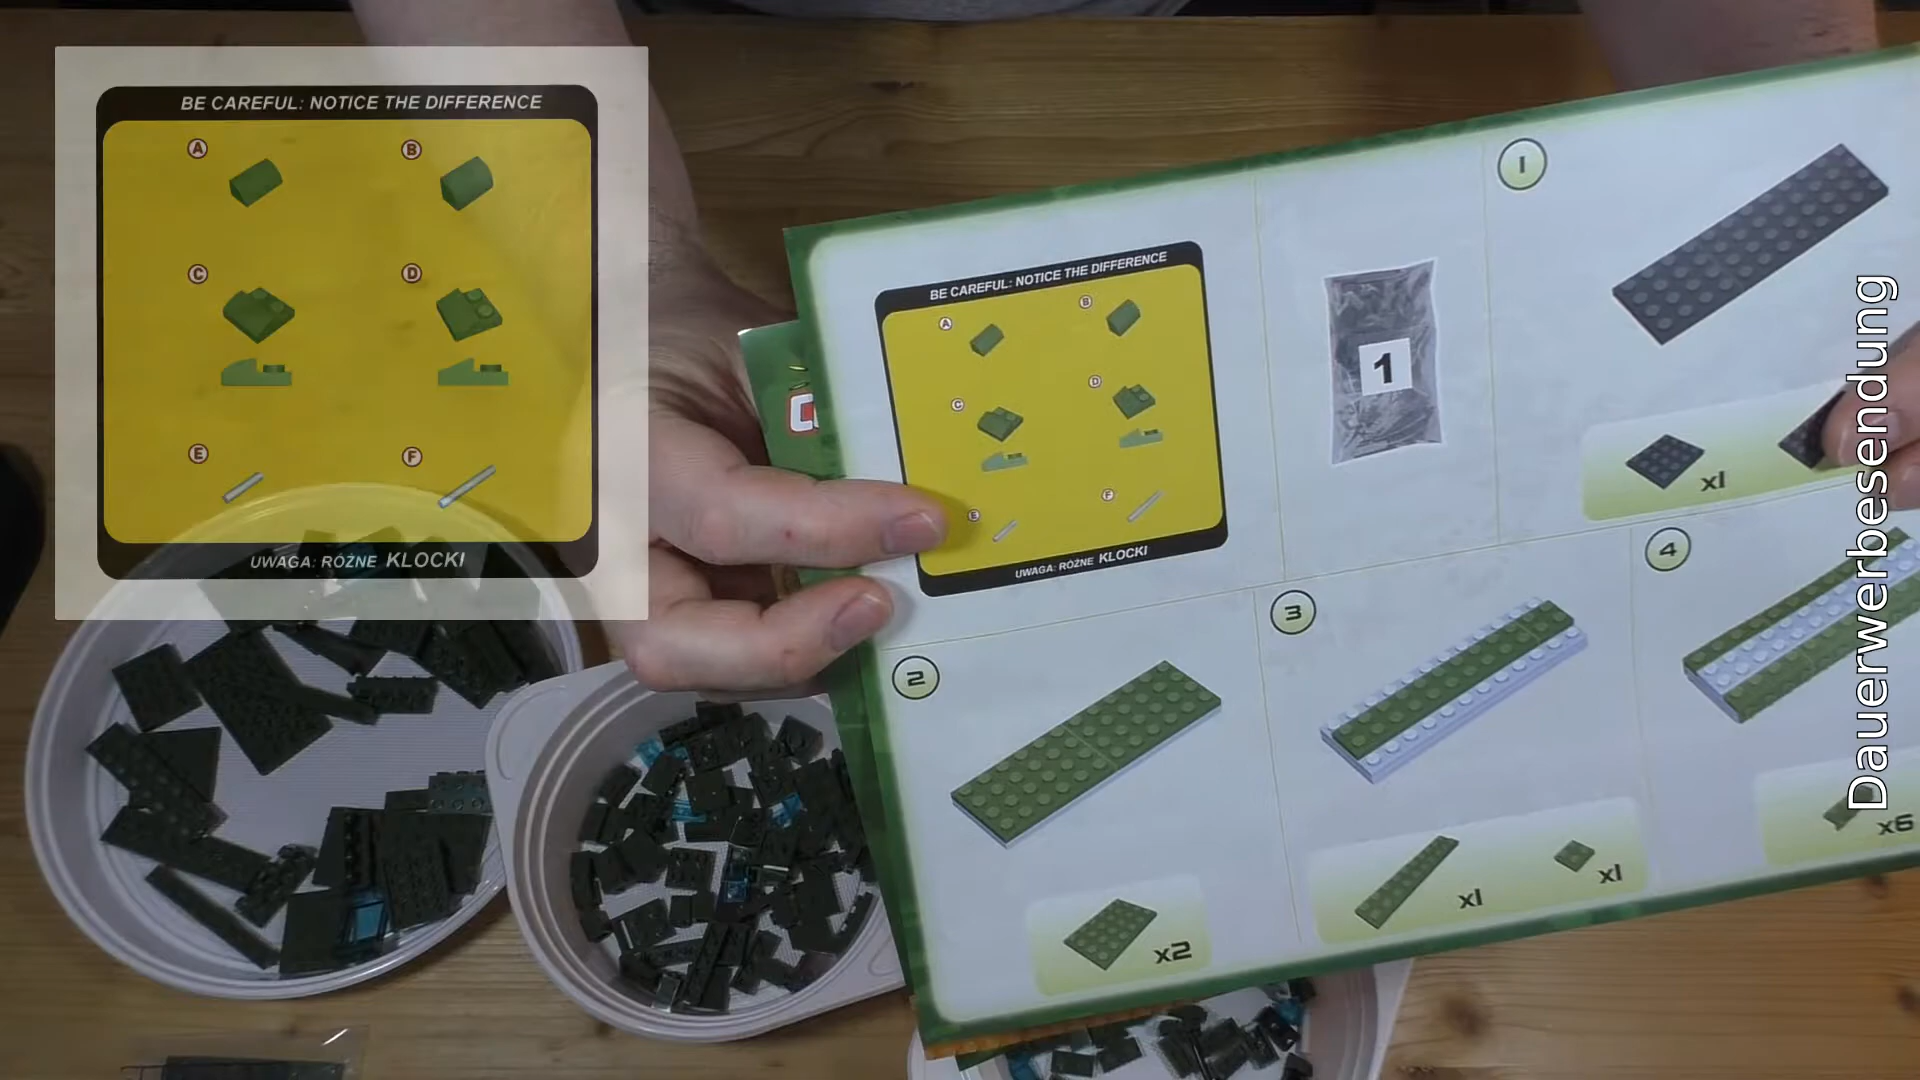 BE CAREFUL: NOTICE THE DIFFERENCE
A
B
C
D
E
F
UWAGA: RÓŻNE KLOCKI
BE CAREFUL: NOTICE THE DIFFERENCE
A
B
C
D
E
F
UWAGA: RÓŻNE KLOCKI
1
1
x1
2
x2
3
x1
x1
4
x6
Dauerwerbesendung